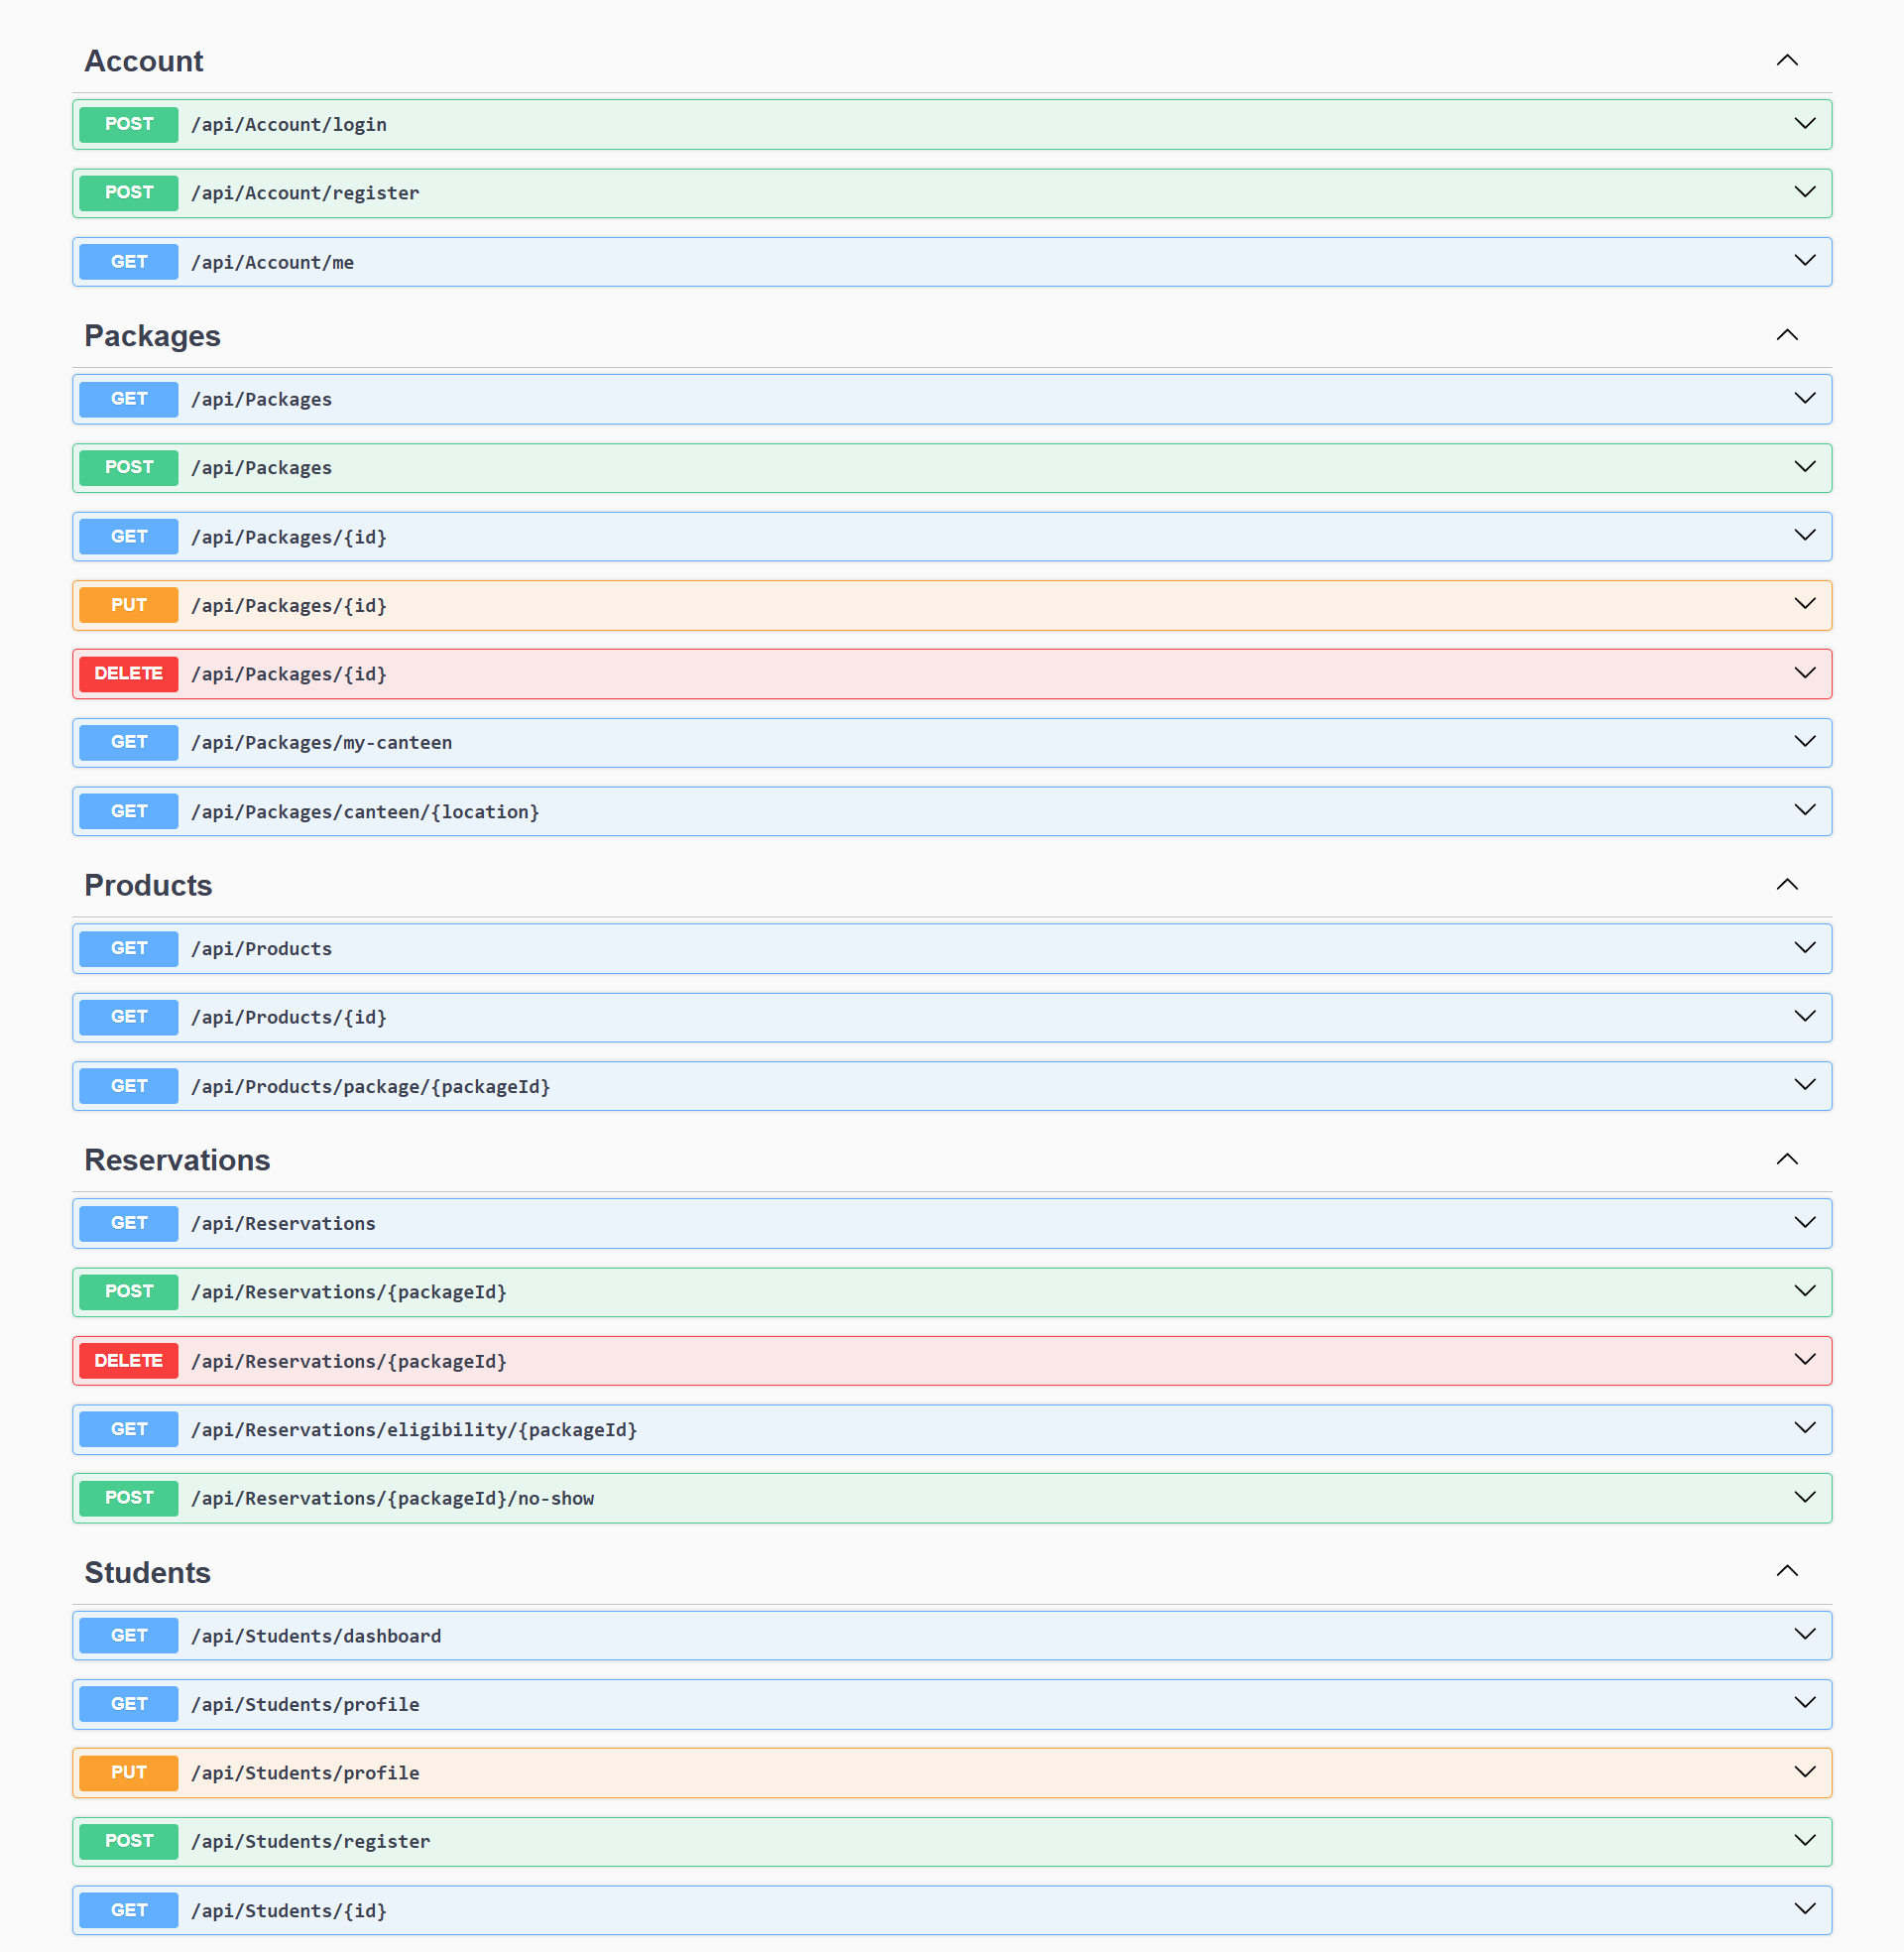 Account
POST /api/Account/login
POST /api/Account/register
GET /api/Account/me
Packages
GET /api/Packages
POST /api/Packages
GET /api/Packages/{id}
PUT /api/Packages/{id}
DELETE /api/Packages/{id}
GET /api/Packages/my-canteen
GET /api/Packages/canteen/{location}
Products
GET /api/Products
GET /api/Products/{id}
GET /api/Products/package/{packageId}
Reservations
GET /api/Reservations
POST /api/Reservations/{packageId}
DELETE /api/Reservations/{packageId}
GET /api/Reservations/eligibility/{packageId}
POST /api/Reservations/{packageId}/no-show
Students
GET /api/Students/dashboard
GET /api/Students/profile
PUT /api/Students/profile
POST /api/Students/register
GET /api/Students/{id}